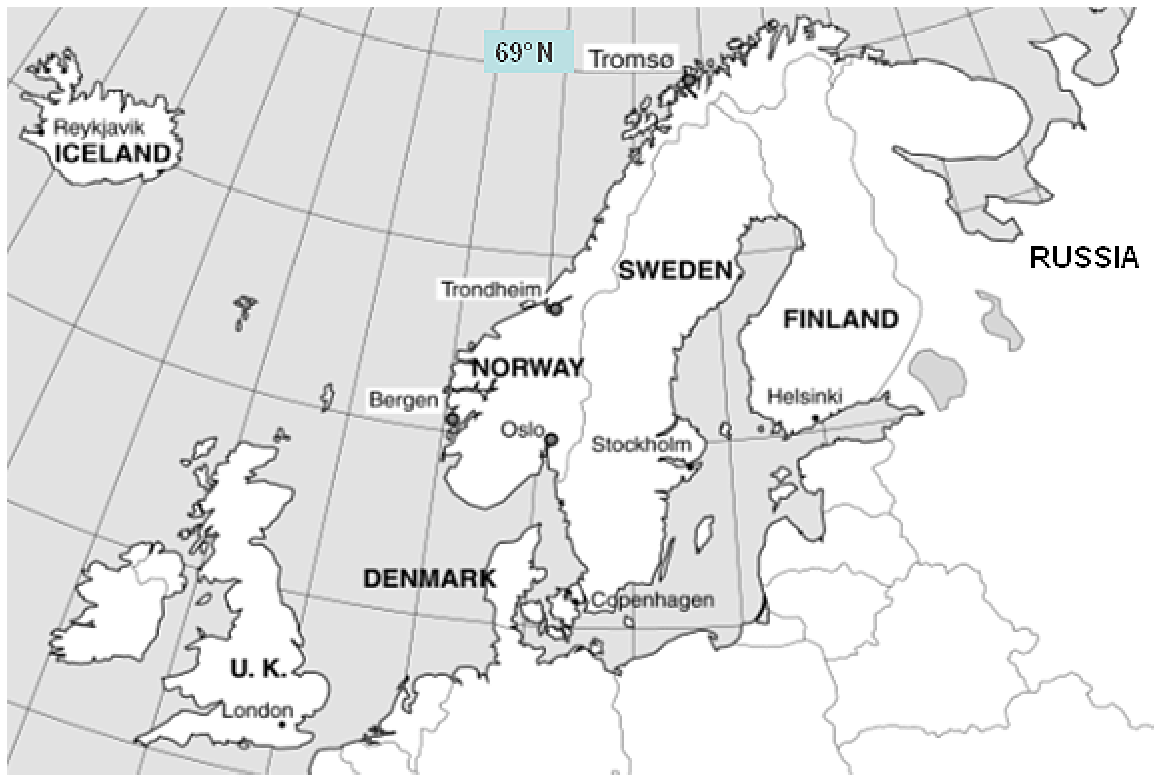 69°N
Tromsø
Reykjavik
ICELAND
RUSSIA
SWEDEN
Trondheim
FINLAND
NORWAY
Bergen
Helsinki
Oslo
Stockholm
DENMARK
Copenhagen
U. K.
London